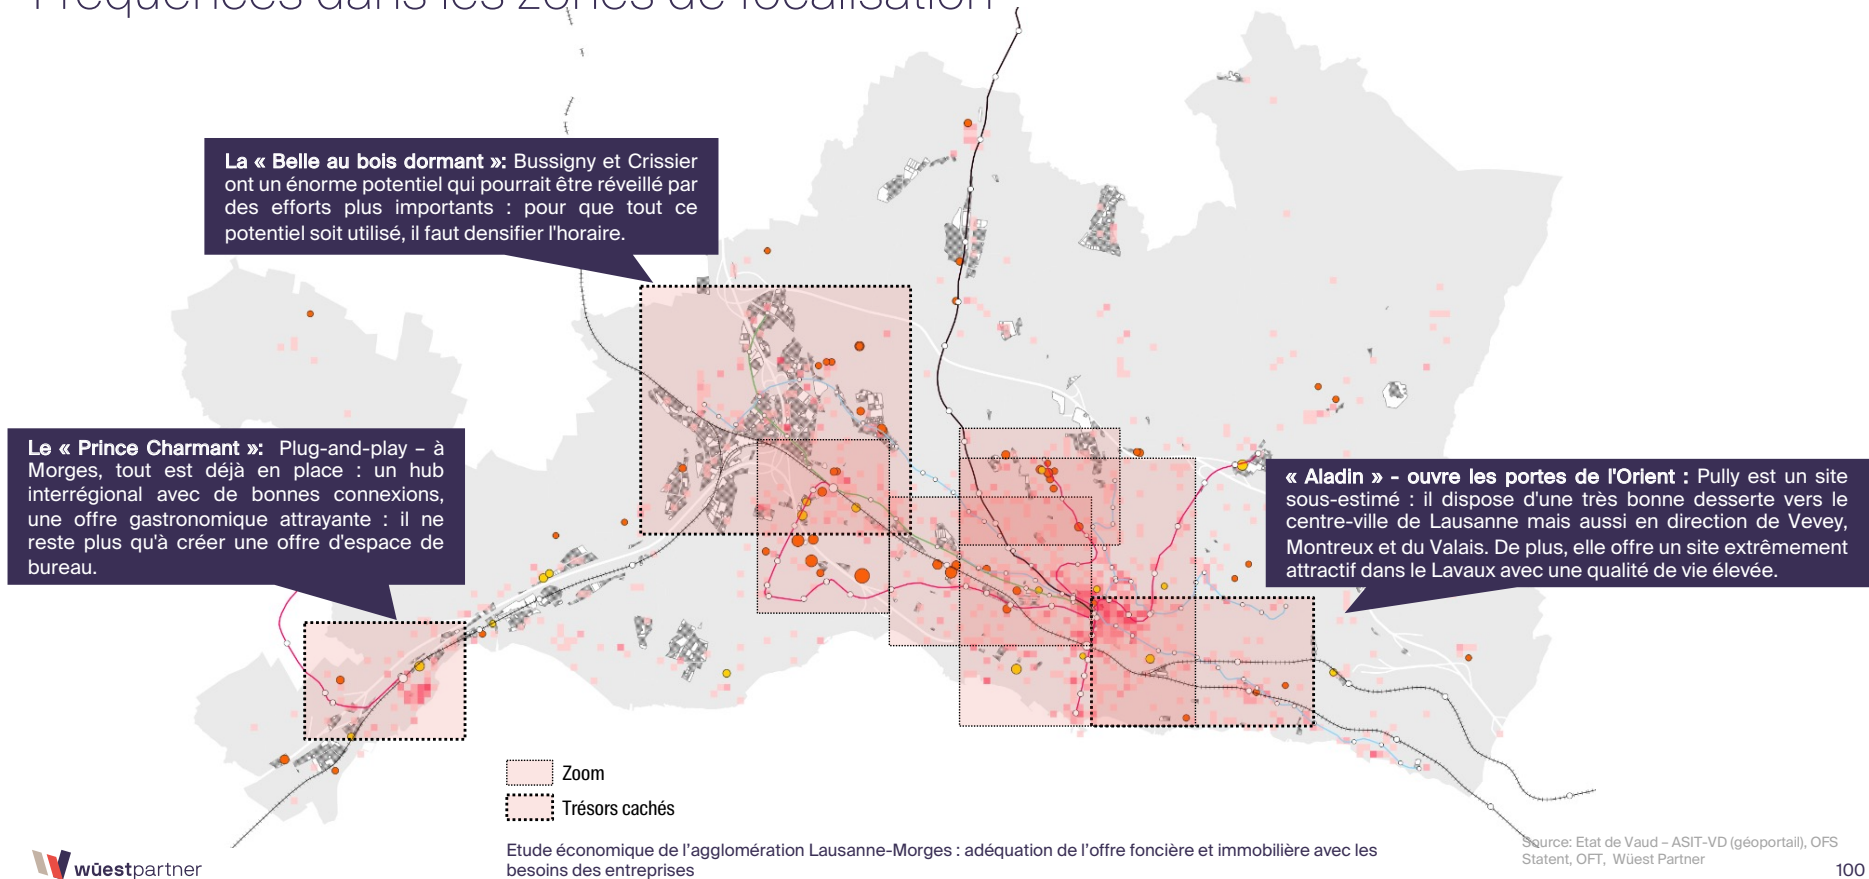 Fréquences dans les zones de localisation
La « Belle au bois dormant »: Bussigny et Crissier
ont un énorme potentiel qui pourrait être réveillé par
des efforts plus importants : pour que tout ce
potentiel soit utilisé, il faut densifier l'horaire.
Le « Prince Charmant »: Plug-and-play – à
Morges, tout est déjà en place : un hub
interrégional avec de bonnes connexions,
une offre gastronomique attrayante : il ne
reste plus qu'à créer une offre d'espace de
bureau.
« Aladin » - ouvre les portes de l'Orient : Pully est un site
sous-estimé : il dispose d'une très bonne desserte vers le
centre-ville de Lausanne mais aussi en direction de Vevey,
Montreux et du Valais. De plus, elle offre un site extrêmement
attractif dans le Lavaux avec une qualité de vie élevée.
Zoom
Trésors cachés
wüestpartner
Etude économique de l'agglomération Lausanne-Morges : adéquation de l'offre foncière et immobilière avec les
besoins des entreprises
Source: Etat de Vaud – ASIT-VD (géoportail), OFS
Statent, OFT, Wüest Partner
100